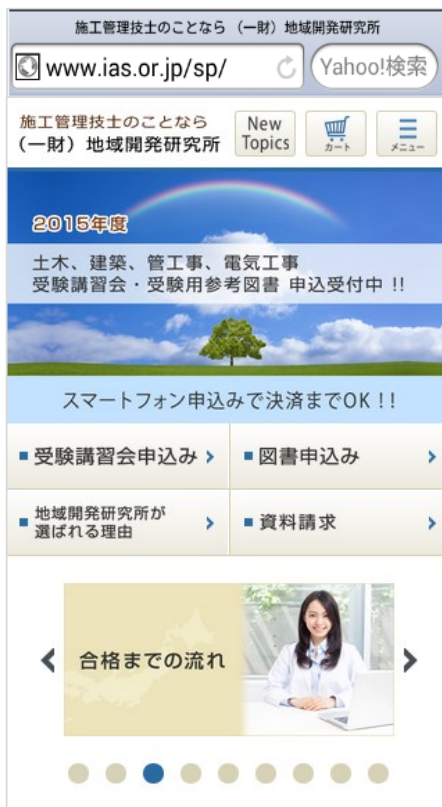 施工管理技士のことなら （一財）地域開発研究所
www.ias.or.jp/sp/
Yahoo!検索
施工管理技士のことなら
（一財）地域開発研究所
New
Topics
カート
メニュー
2015年度
土木、建築、管工事、電気工事
受験講習会・受験用参考図書 申込受付中 !!
スマートフォン申込みで決済までOK !!
受験講習会申込み
図書申込み
地域開発研究所が
選ばれる理由
資料請求
合格までの流れ